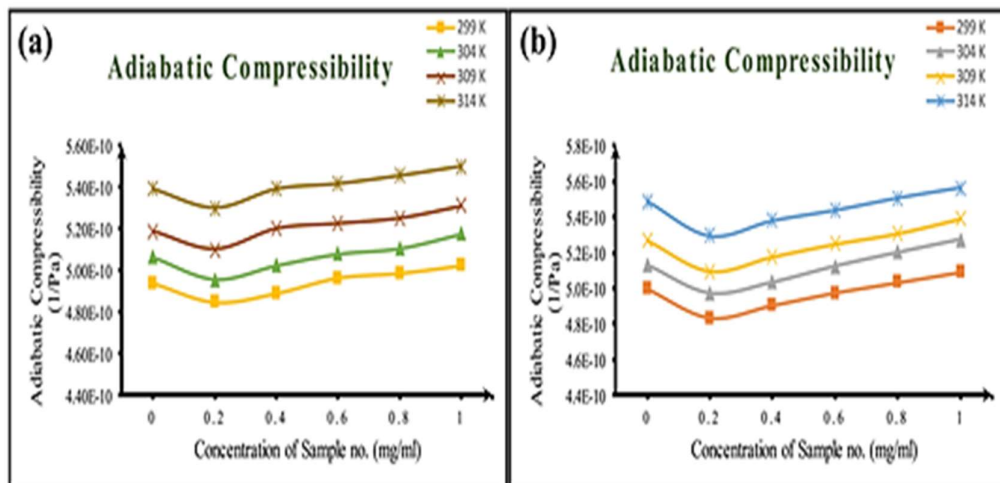 (a)
Adiabatic Compressibility
299 K
304 K
309 K
314 K
Adiabatic Compressibility
(1/Pa)
5.60E-10
5.40E-10
5.20E-10
5.00E-10
4.80E-10
4.60E-10
4.40E-10
0 0.2 0.4 0.6 0.8 1
Concentration of Sample no. (mg/ml)
(b)
Adiabatic Compressibility
299 K
304 K
309 K
314 K
Adiabatic Compressibility
(1/Pa)
5.8E-10
5.6E-10
5.4E-10
5.2E-10
5.0E-10
4.8E-10
4.6E-10
4.4E-10
0 0.2 0.4 0.6 0.8 1
Concentration of Sample no. (mg/ml)